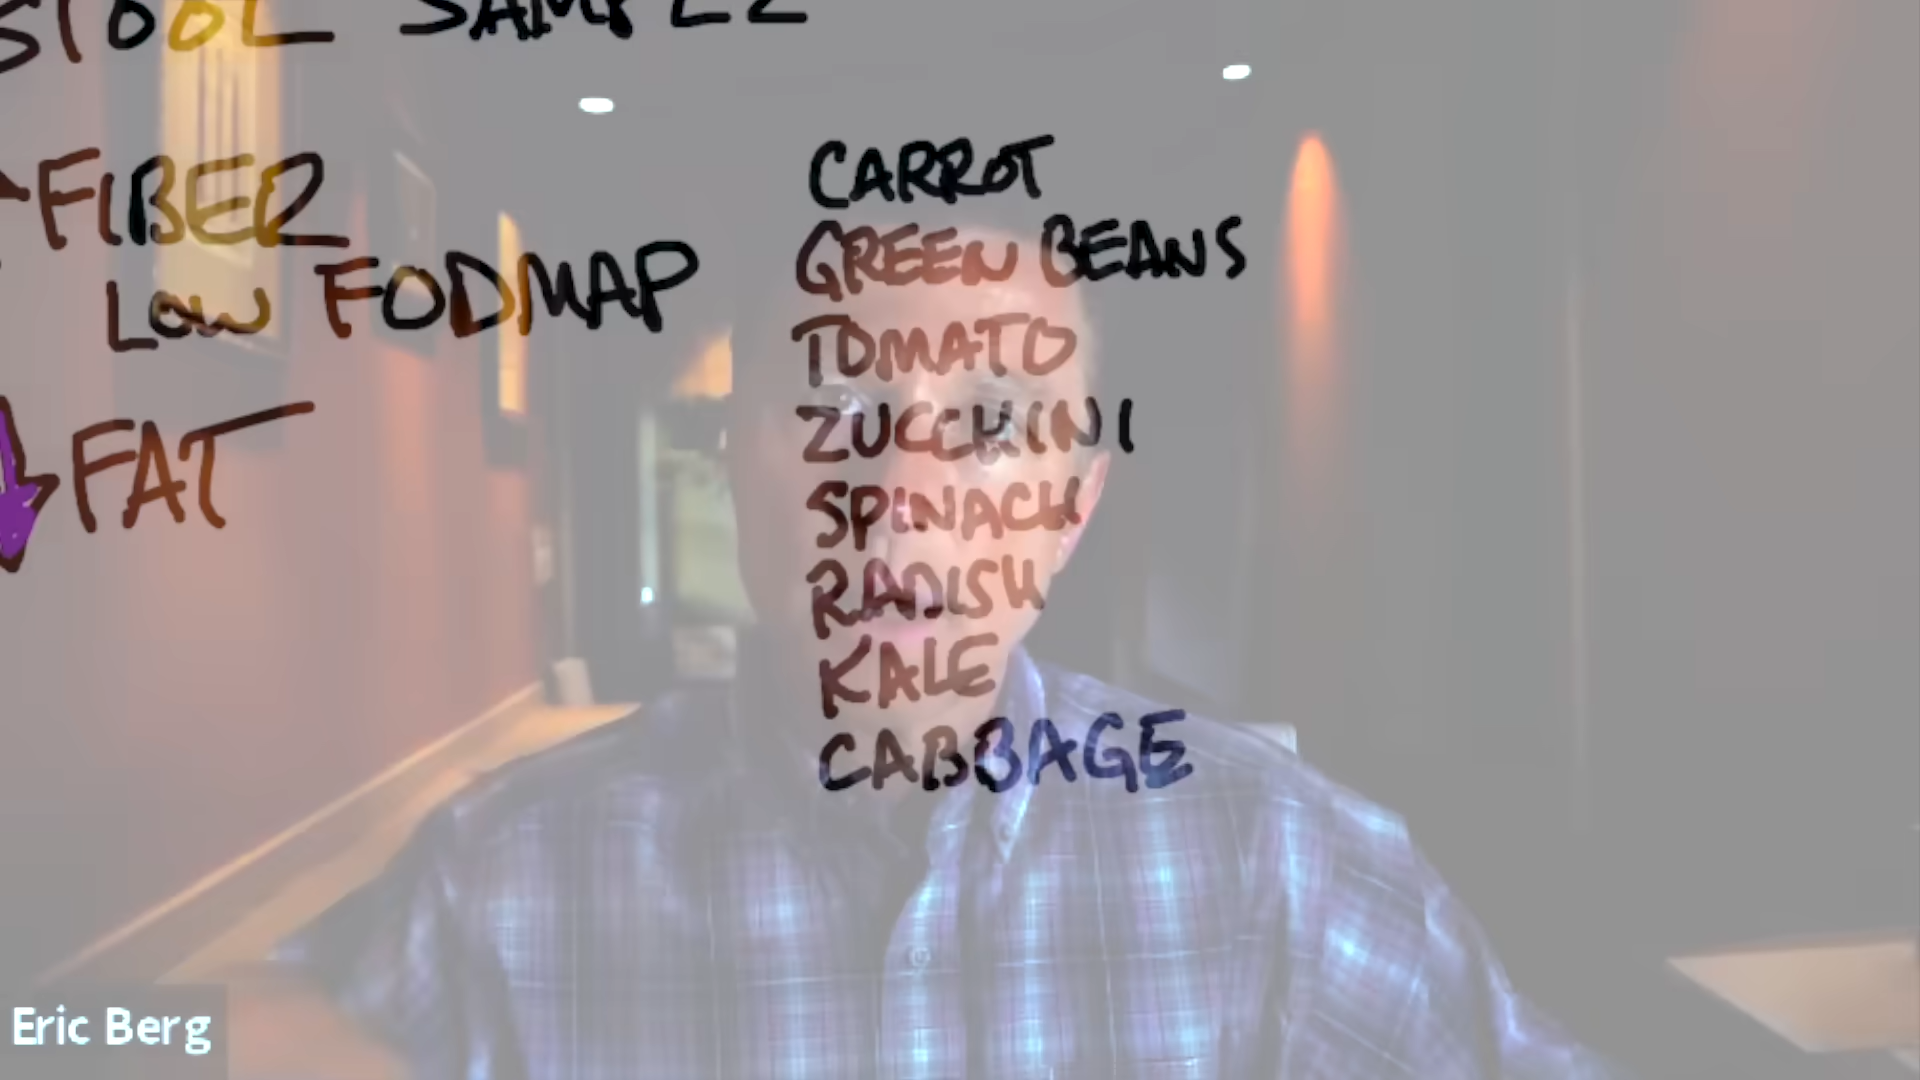 STOOL SAMPLE
FIBER
LOW FODMAP
FAT
CARROT
GREEN BEANS
TOMATO
ZUCCHINI
SPINACH
RADISH
KALE
CABBAGE
Eric Berg